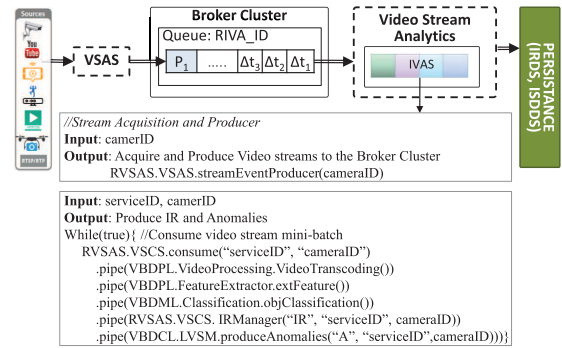 Sources
You
Tube
RTSP/RTP
VSAS
Broker Cluster
Queue: RIVA_ID
P1 ..... Δt3 Δt2 Δt1
Video Stream
Analytics
IVAS
PERSISTANCE
(IRDS, ISDDS)
//Stream Acquisition and Producer
Input: camerID
Output: Acquire and Produce Video streams to the Broker Cluster
RVSAS.VSAS.streamEventProducer(cameraID)
Input: serviceID, camerID
Output: Produce IR and Anomalies
While(true){ //Consume video stream mini-batch
RVSAS.VSCS.consume(“serviceID”, “cameraID”)
.pipe(VBDPL.VideoProcessing.VideoTranscoding())
.pipe(VBDPL.FeatureExtractor.extFeature())
.pipe(VBDML.Classification.objClassification())
.pipe(RVSAS.VSCS. IRManager(“IR”, “serviceID”, cameraID))
.pipe(VBDCL.LVSM.produceAnomalies(“A”, “serviceID”,cameraID)))}